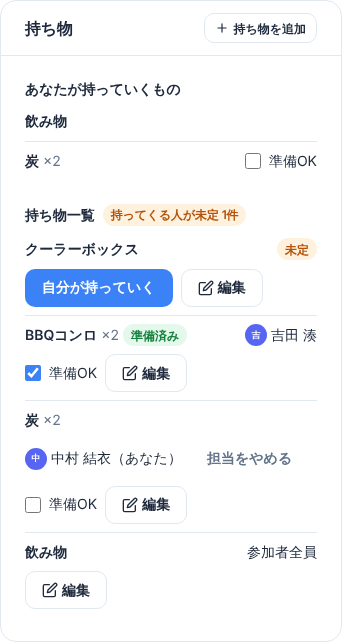 持ち物
+ 持ち物を追加
あなたが持っていくもの
飲み物
炭 ×2 準備OK
持ち物一覧 持ってくる人が未定 1件
クーラーボックス 未定
自分が持っていく 編集
BBQコンロ ×2 準備済み 吉 吉田 湊
準備OK 編集
炭 ×2
中 中村 結衣（あなた） 担当をやめる
準備OK 編集
飲み物 参加者全員
編集